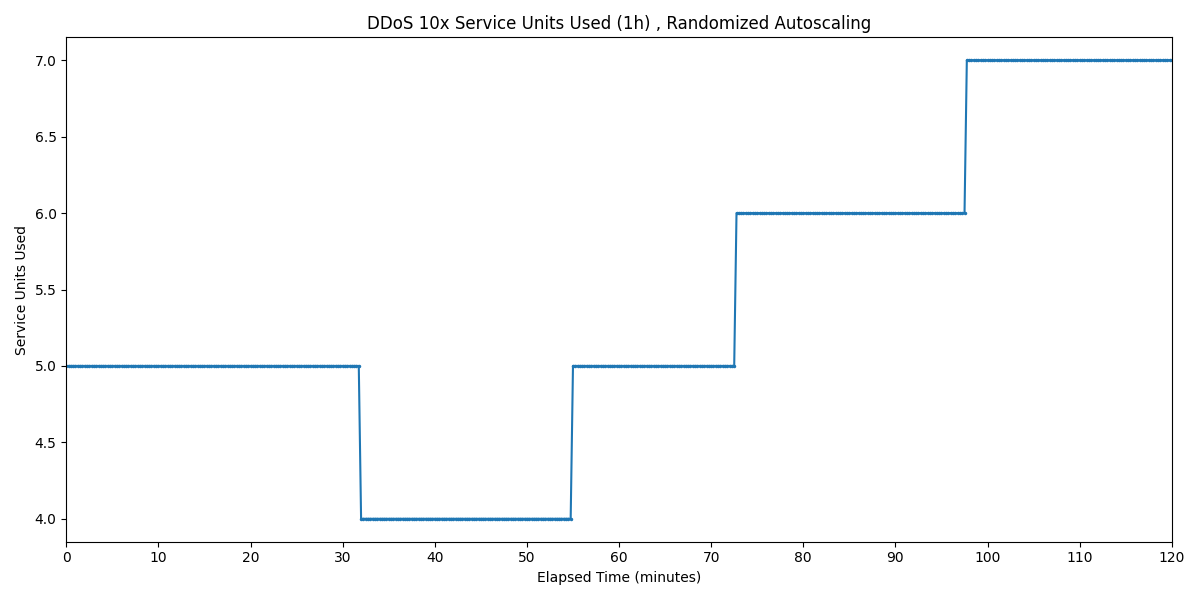 DDoS 10x Service Units Used (1h) , Randomized Autoscaling
Service Units Used
7.0
6.5
6.0
5.5
5.0
4.5
4.0
0 10 20 30 40 50 60 70 80 90 100 110 120
Elapsed Time (minutes)